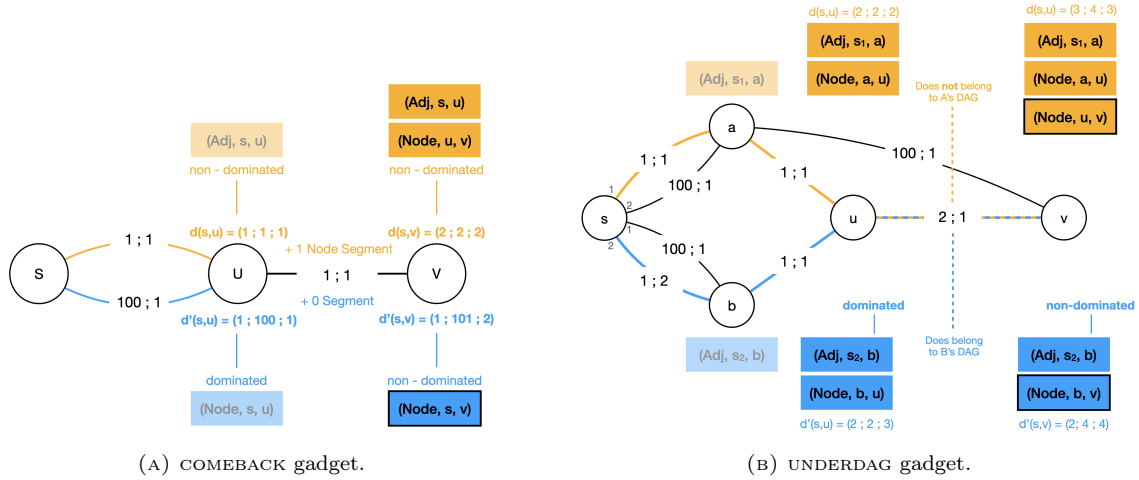 (Adj, s, u)
(Node, u, v)
(Adj, s, u)
non - dominated
non - dominated
d(s,u) = (1 ; 1 ; 1)
d(s,v) = (2 ; 2 ; 2)
1 ; 1
+ 1 Node Segment
S
U
1 ; 1
V
+ 0 Segment
100 ; 1
d'(s,u) = (1 ; 100 ; 1)
d'(s,v) = (1 ; 101 ; 2)
dominated
non - dominated
(Node, s, u)
(Node, s, v)
(A) COMEBACK gadget.
d(s,u) = (2 ; 2 ; 2)
d(s,v) = (3 ; 4 ; 3)
(Adj, s₁, a)
(Adj, s₁, a)
(Adj, s₁, a)
(Node, a, u)
(Node, a, u)
Does not belong
to A's DAG
(Node, u, v)
a
1 ; 1
100 ; 1
100 ; 1
1 ; 1
1
2
s
1
2
u
2 ; 1
v
100 ; 1
1 ; 1
1 ; 2
b
dominated
non-dominated
Does belong
to B's DAG
(Adj, s₂, b)
(Adj, s₂, b)
(Adj, s₂, b)
(Node, b, u)
(Node, b, v)
d'(s,u) = (2 ; 2 ; 3)
d'(s,v) = (2; 4 ; 4)
(B) UNDERDAG gadget.